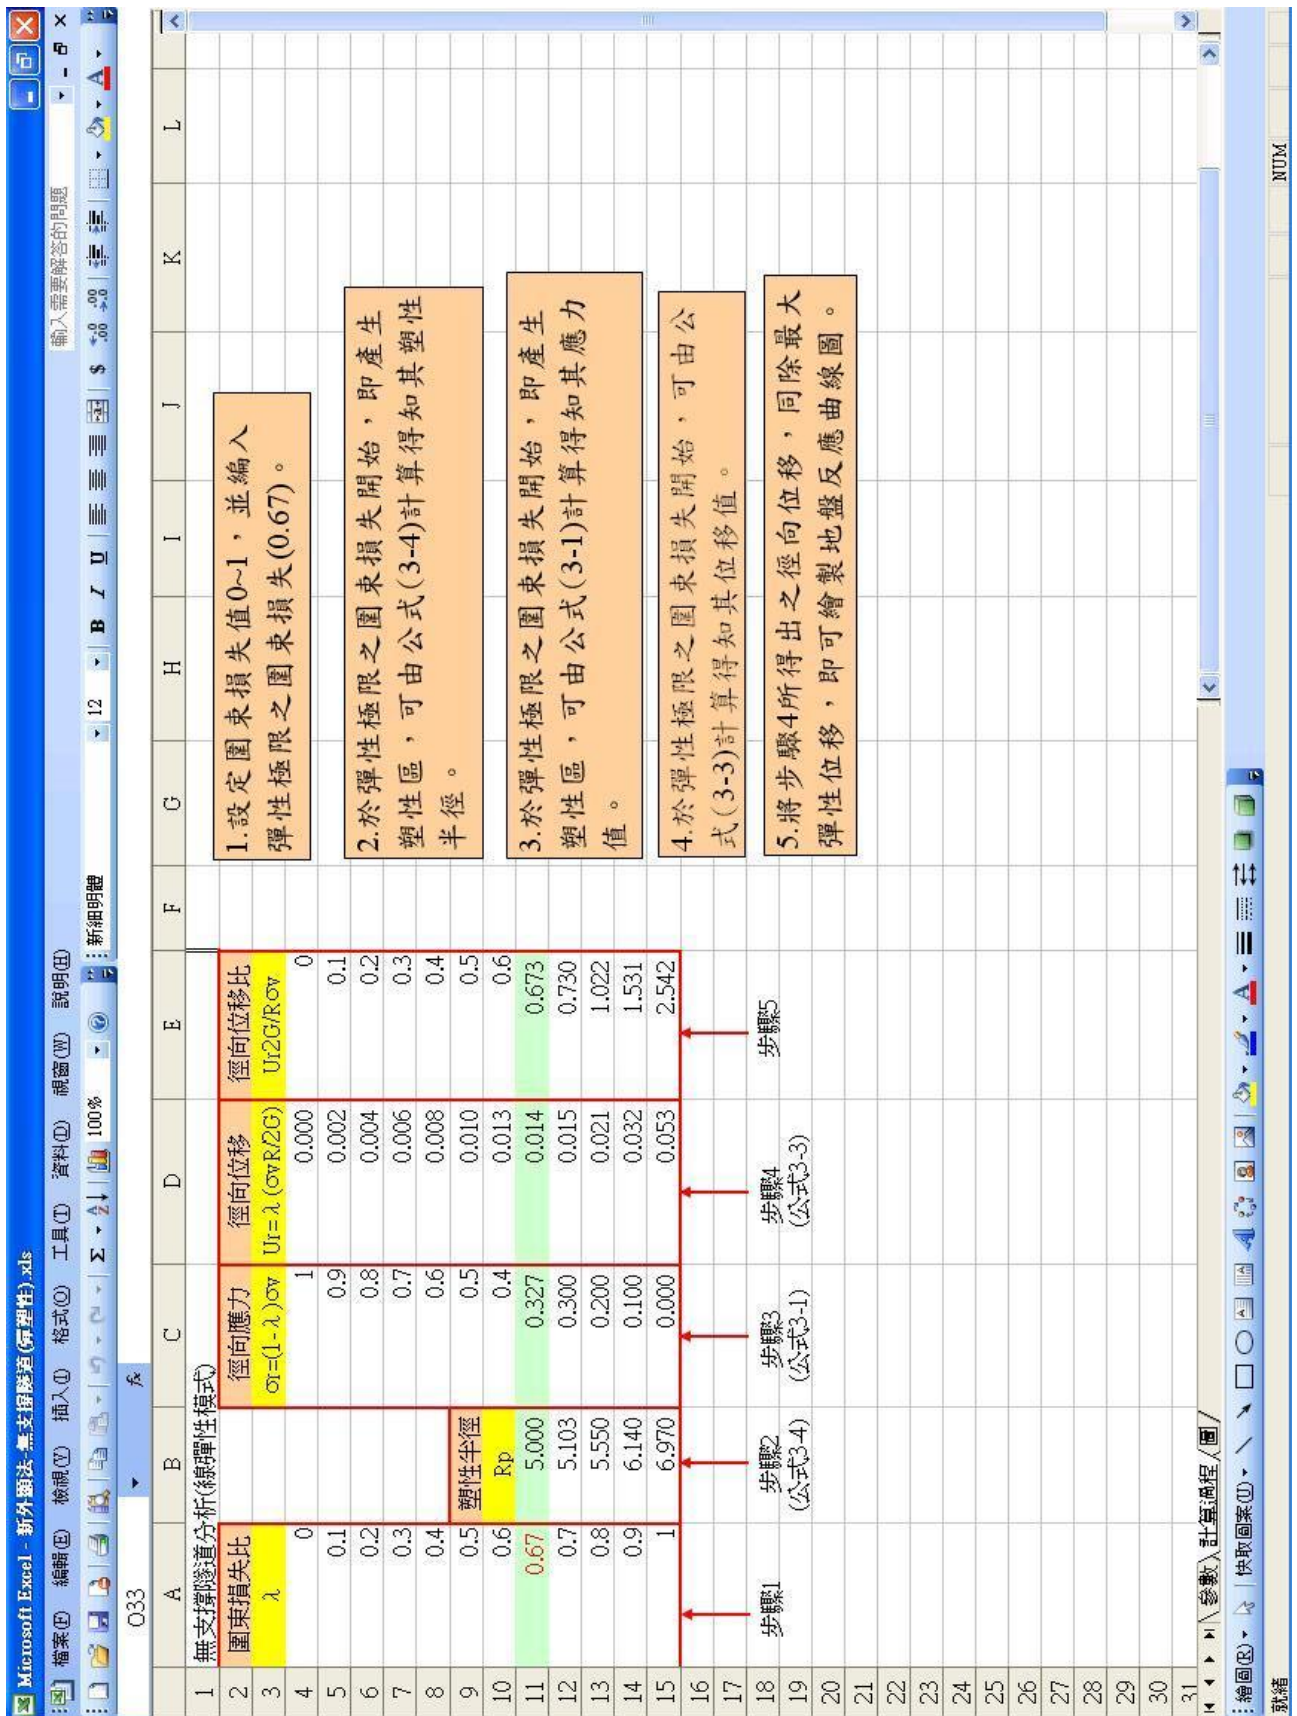 Microsoft Excel - 新外顯法-無支撐隧道(彈塑性).xls
檔案(F) 編輯(E) 檢視(V) 插入(I) 格式(O) 工具(T) 資料(D) 視窗(W) 說明(H)
輸入需要解答的問題
100%
新細明體 12 B I U
O33 fx
A B C D E F G H I J K L
1 無支撐隧道分析(線彈性模式)
2 圍束損失比 徑向應力 徑向位移 徑向位移比
3 λ σr=(1-λ)σv Ur=λ(σvR/2G) Ur2G/Rσv
4 0 1 0.000 0
5 0.1 0.9 0.002 0.1
6 0.2 0.8 0.004 0.2
7 0.3 0.7 0.006 0.3
8 0.4 0.6 0.008 0.4
9 0.5 塑性半徑 0.5 0.010 0.5
10 0.6 Rp 0.4 0.013 0.6
11 0.67 5.000 0.327 0.014 0.673
12 0.7 5.103 0.300 0.015 0.730
13 0.8 5.550 0.200 0.021 1.022
14 0.9 6.140 0.100 0.032 1.531
15 1 6.970 0.000 0.053 2.542
16
17
18 步驟1 步驟2 步驟3 步驟4 步驟5
19 (公式3-4) (公式3-1) (公式3-3)
20
21
22
23
24
25
26
27
28
29
30
31
1.設定圍束損失值0~1，並編入
彈性極限之圍束損失(0.67)。
2.於彈性極限之圍束損失開始，即產生
塑性區，可由公式(3-4)計算得知其塑性
半徑。
3.於彈性極限之圍束損失開始，即產生
塑性區，可由公式(3-1)計算得知其應力
值。
4.於彈性極限之圍束損失開始，可由公
式(3-3)計算得知其位移值。
5.將步驟4所得出之徑向位移，同除最大
彈性位移，即可繪製地盤反應曲線圖。
參數 計算過程 圖
繪圖(R) 快取圖案(U)
就緒
NUM